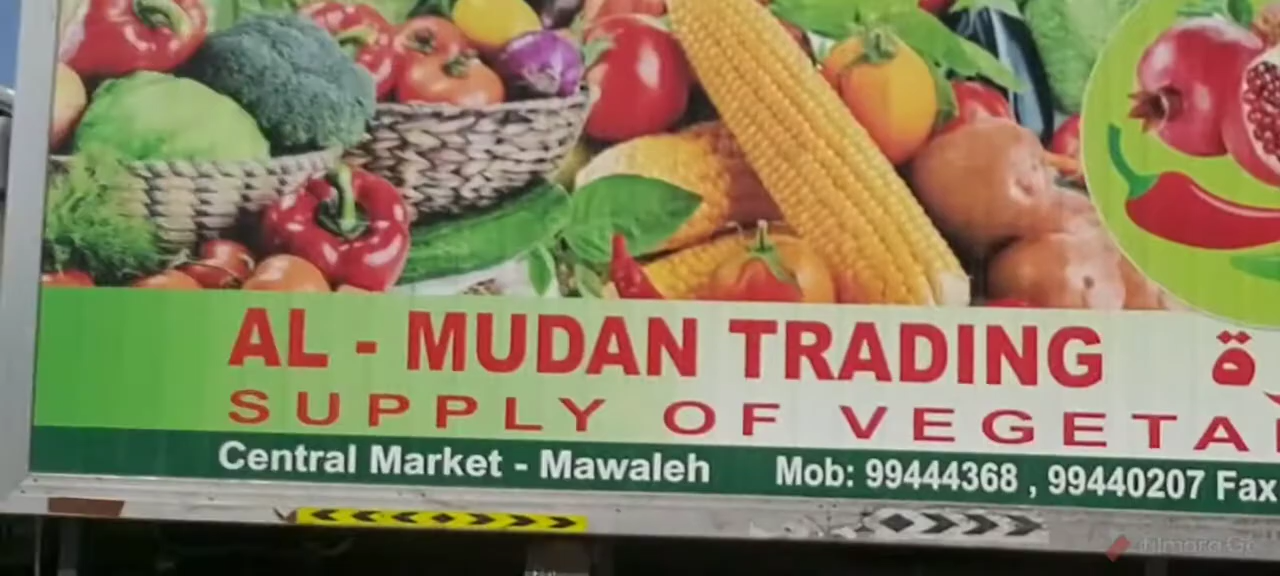 AL - MUDAN TRADING
SUPPLY OF VEGETA
Central Market - Mawaleh Mob: 99444368 , 99440207 Fax